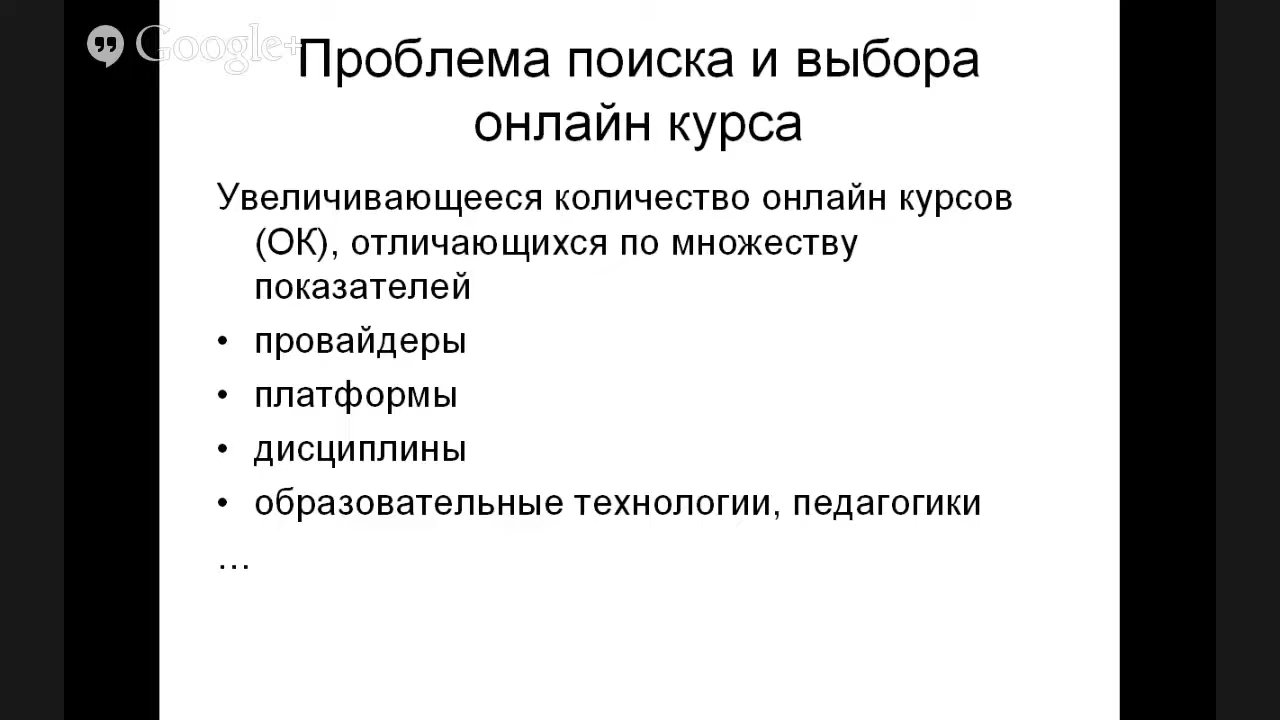 Google+
Проблема поиска и выбора
онлайн курса
Увеличивающееся количество онлайн курсов
(ОК), отличающихся по множеству
показателей
• провайдеры
• платформы
• дисциплины
• образовательные технологии, педагогики
...